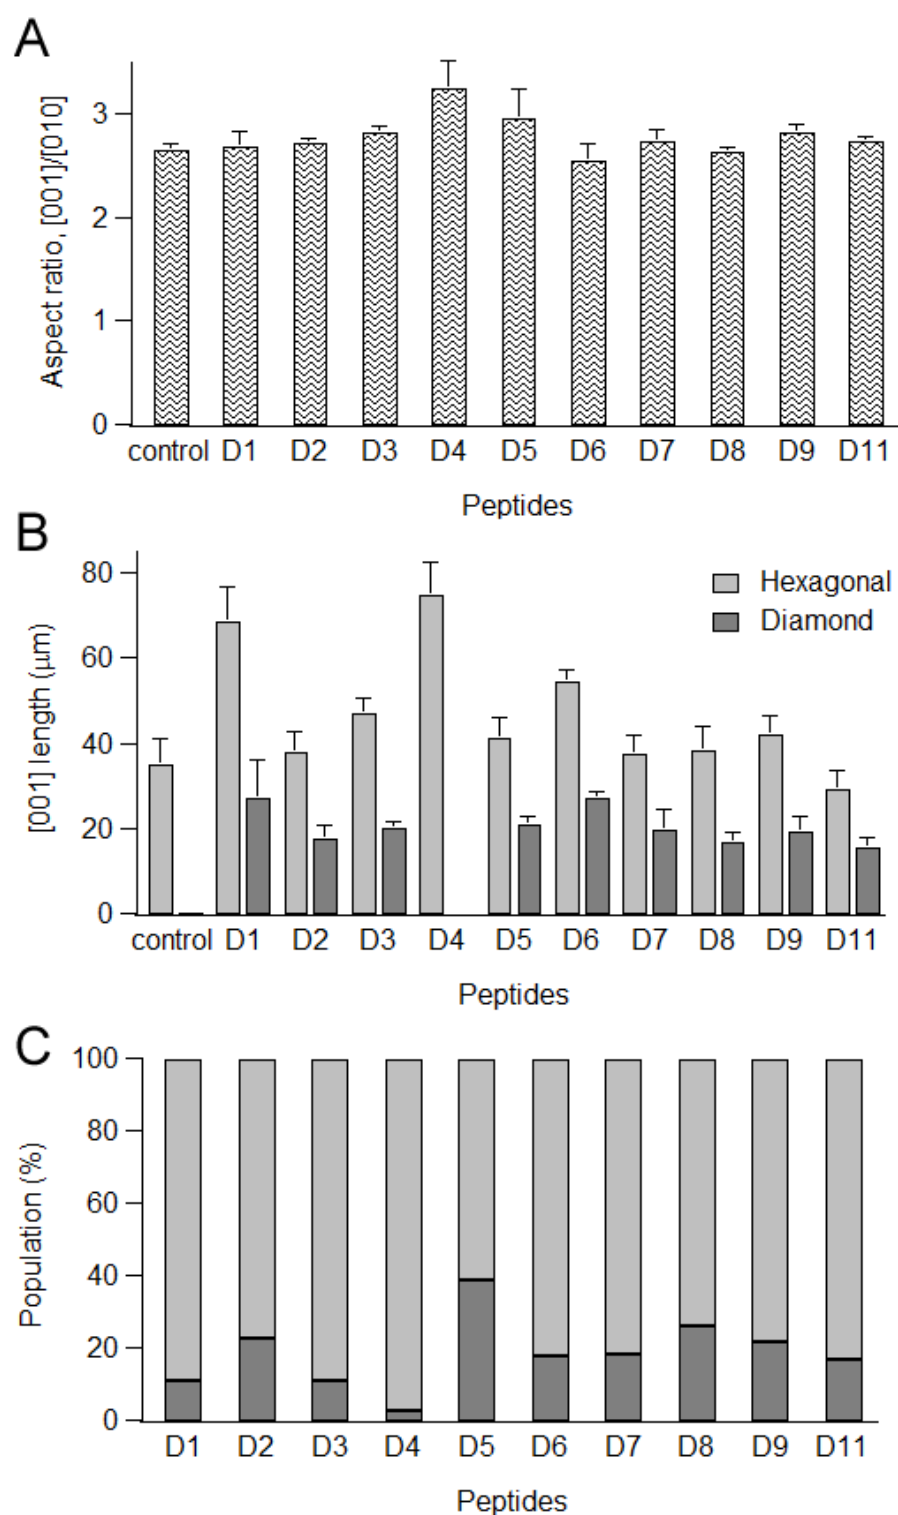 A
Aspect ratio, [001]/[010]
3
2
1
0
control D1 D2 D3 D4 D5 D6 D7 D8 D9 D11
Peptides
B
[001] length (μm)
80
60
40
20
0
Hexagonal
Diamond
control D1 D2 D3 D4 D5 D6 D7 D8 D9 D11
Peptides
C
Population (%)
100
80
60
40
20
0
D1 D2 D3 D4 D5 D6 D7 D8 D9 D11
Peptides